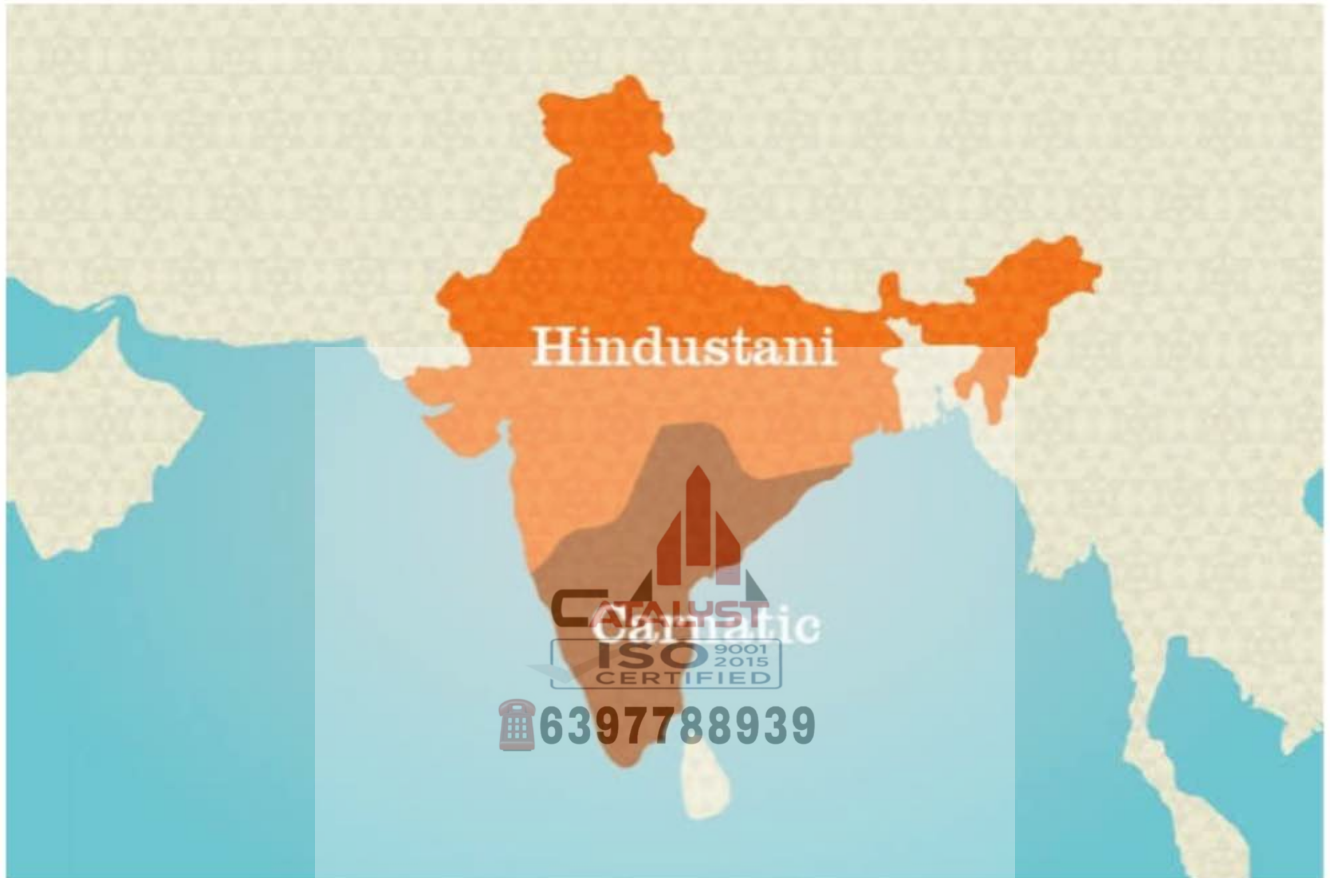 Hindustani
Carnatic
CATALYST
ISO 9001 2015
CERTIFIED
6397788939